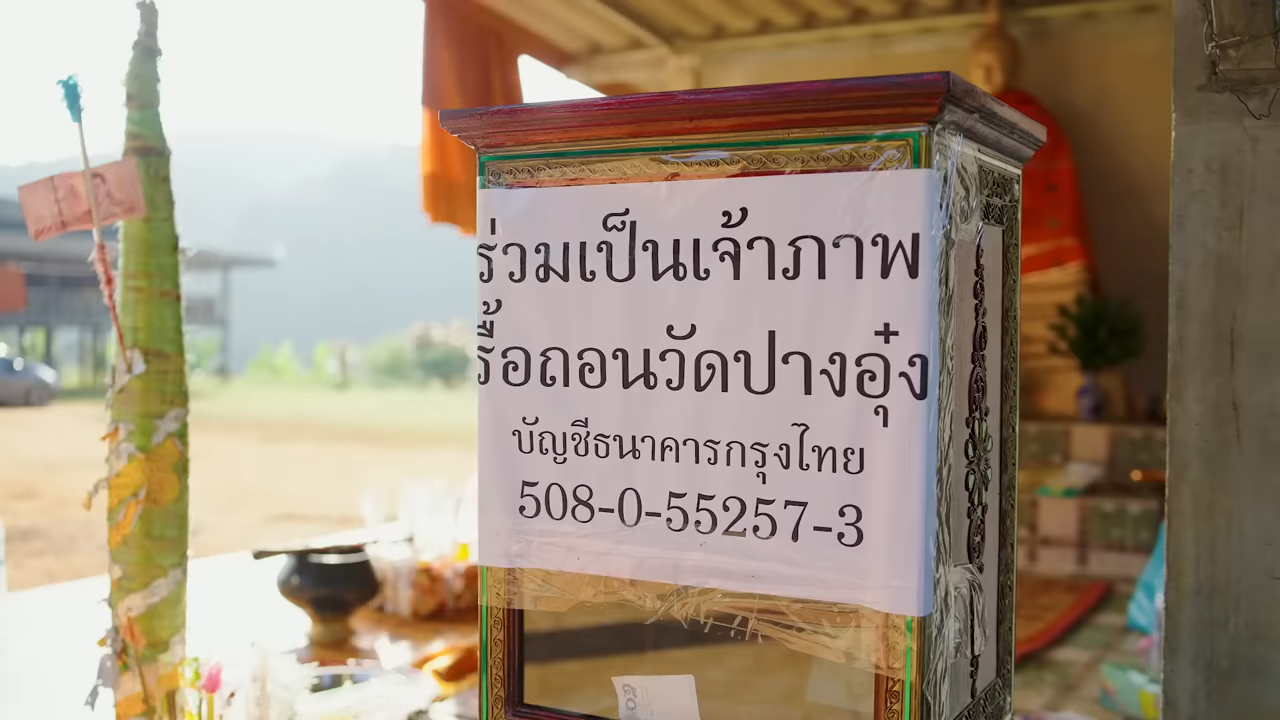 ร่วมเป็นเจ้าภาพ
รื้อถอนวัดปางอุ๋ง
บัญชีธนาคารกรุงไทย
508-0-55257-3